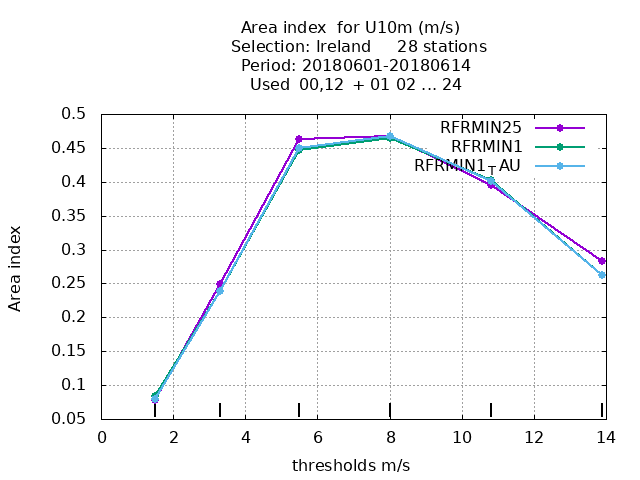 Area index  for U10m (m/s)
Selection: Ireland     28 stations
Period: 20180601-20180614
Used  00,12  + 01 02 ... 24
RFRMIN25
RFRMIN1
RFRMIN1TAU
0.5
0.45
0.4
0.35
0.3
0.25
0.2
0.15
0.1
0.05
Area index
0 2 4 6 8 10 12 14
thresholds m/s